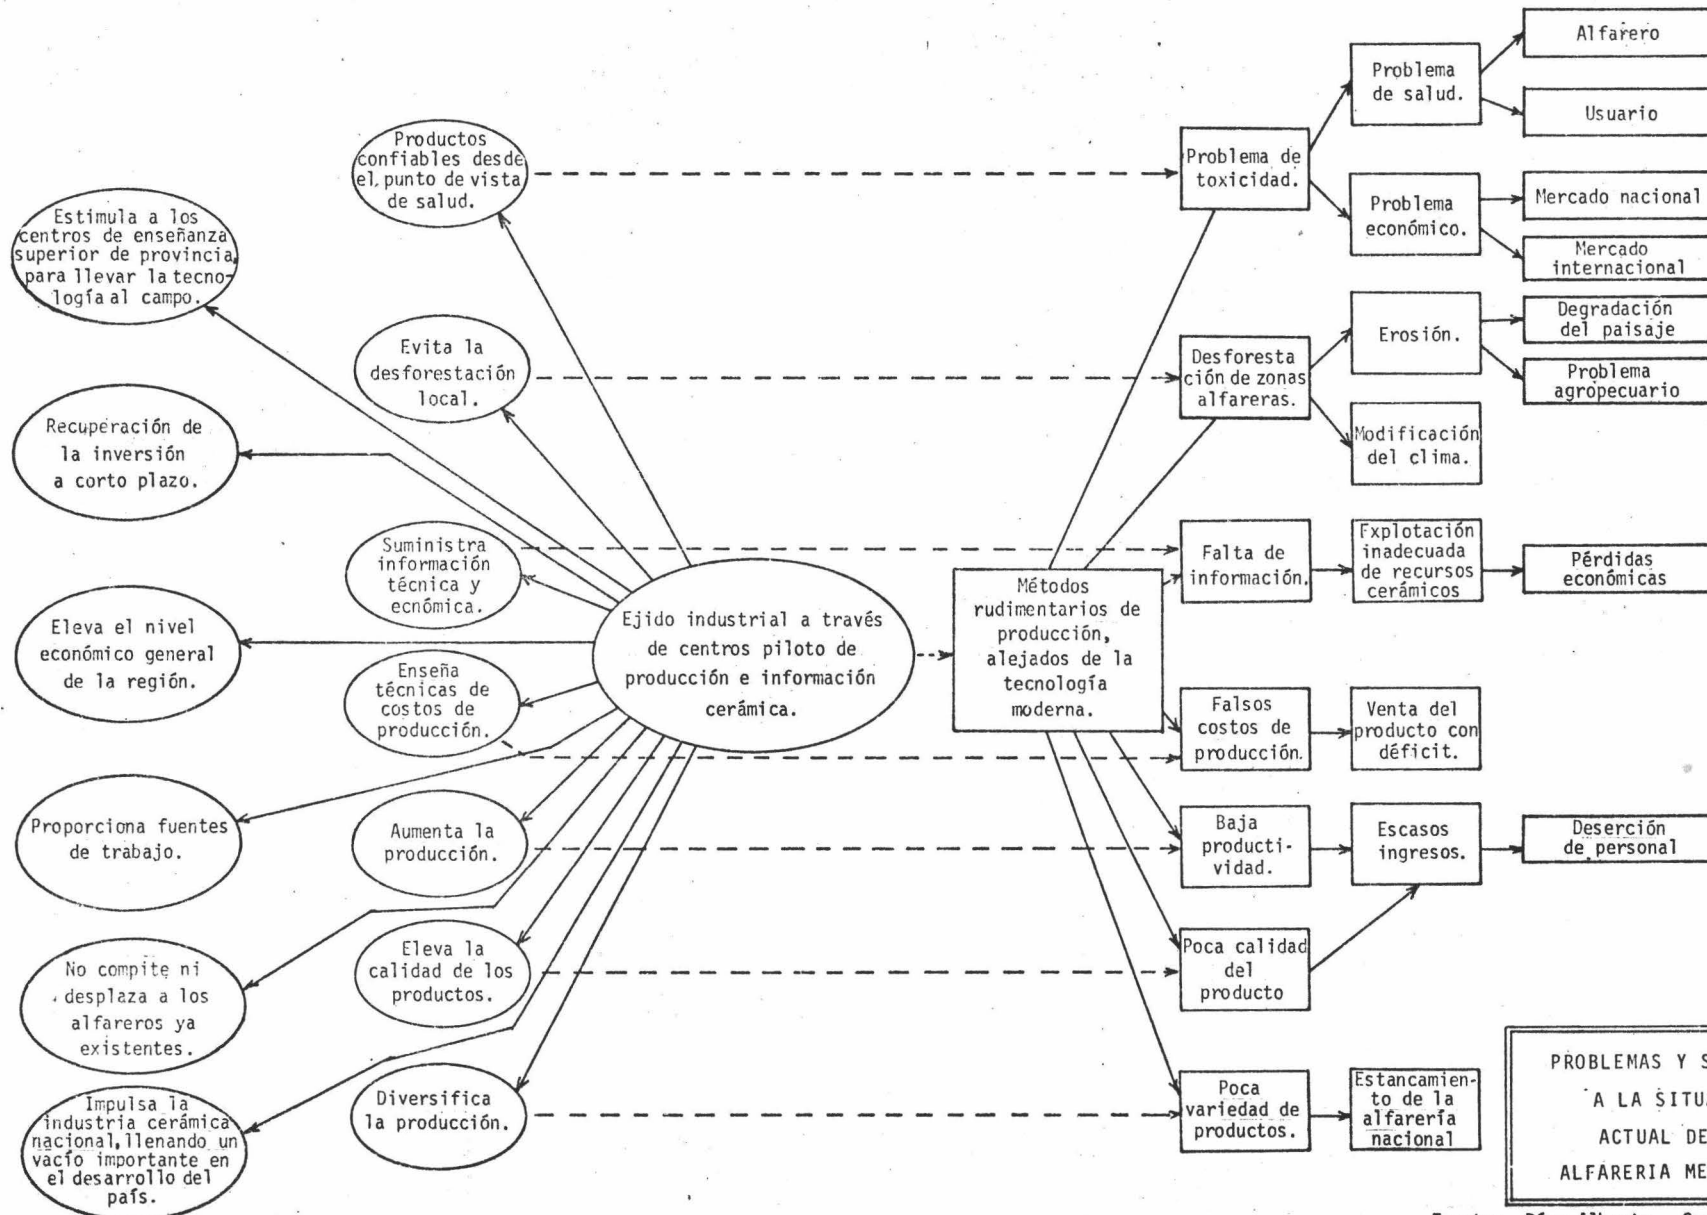 Estimula a los
centros de enseñanza
superior de provincia,
para llevar la tecno-
logía al campo.
Recuperación de
la inversión
a corto plazo.
Eleva el nivel
económico general
de la región.
Proporciona fuentes
de trabajo.
No compite ni
desplaza a los
alfareros ya
existentes.
Impulsa la
industria cerámica
nacional, llenando un
vacío importante en
el desarrollo del
país.
Productos
confiables desde
el punto de vista
de salud.
Evita la
desforestación
local.
Suministra
información
técnica y
ecnómica.
Enseña
técnicas de
costos de
producción.
Aumenta la
producción.
Eleva la
calidad de los
productos.
Diversifica
la producción.
Ejido industrial a través
de centros piloto de
producción e información
cerámica.
Métodos
rudimentarios de
producción,
alejados de la
tecnología
moderna.
Problema de
toxicidad.
Desforesta
ción de zonas
alfareras.
Falta de
información.
Falsos
costos de
producción.
Baja
producti-
vidad.
Poca calidad
del
producto
Poca
variedad de
productos.
Problema
de salud.
Problema
económico.
Erosión.
Modificación
del clima.
Explotación
inadecuada
de recursos
cerámicos
Venta del
producto con
déficit.
Escasos
ingresos.
Estancamien-
to de la
alfarería
nacional
Alfarero
Usuario
Mercado nacional
Mercado
internacional
Degradación
del paisaje
Problema
agropecuario
Pérdidas
económicas
Deserción
de personal
PROBLEMAS Y S
A LA SITU
ACTUAL DE
ALFARERIA ME